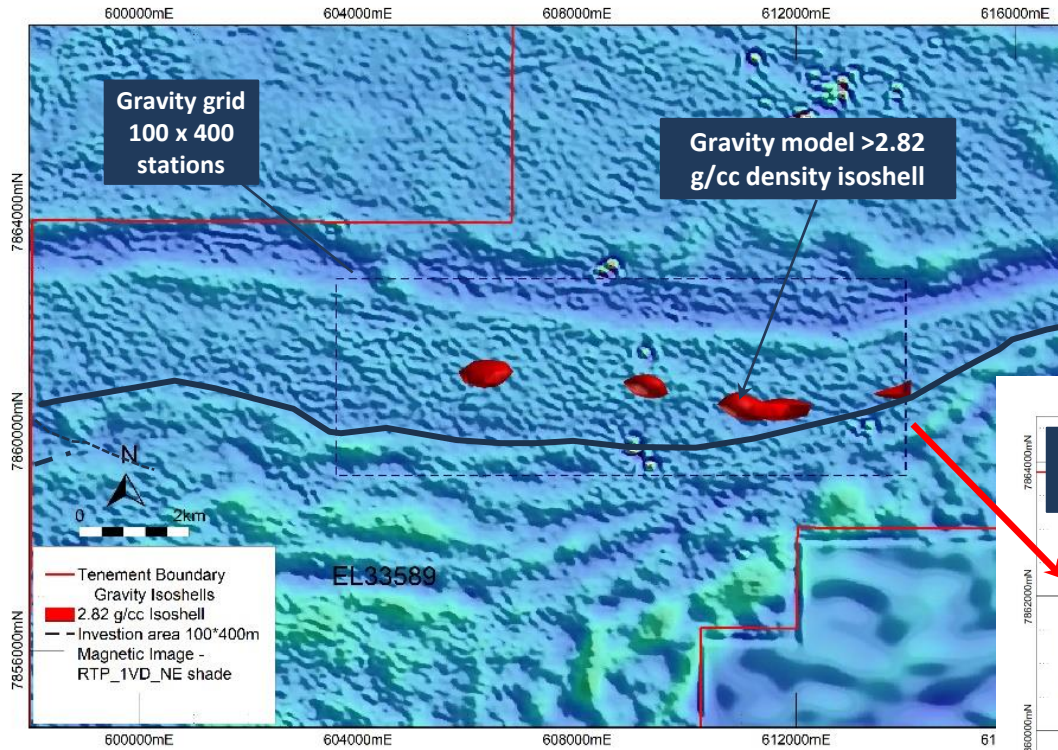 600000mE 604000mE 608000mE 612000mE 616000mE
Gravity grid
100 x 400
stations
Gravity model >2.82
g/cc density isoshell
7864000mN
7860000mN
7856000mN
N
0 2km
EL33589
Tenement Boundary
Gravity Isoshells
2.82 g/cc Isoshell
Investion area 100*400m
Magnetic Image -
RTP_1VD_NE shade
600000mE 604000mE 608000mE 612000mE 61
7864000mN
7862000mN
860000mN